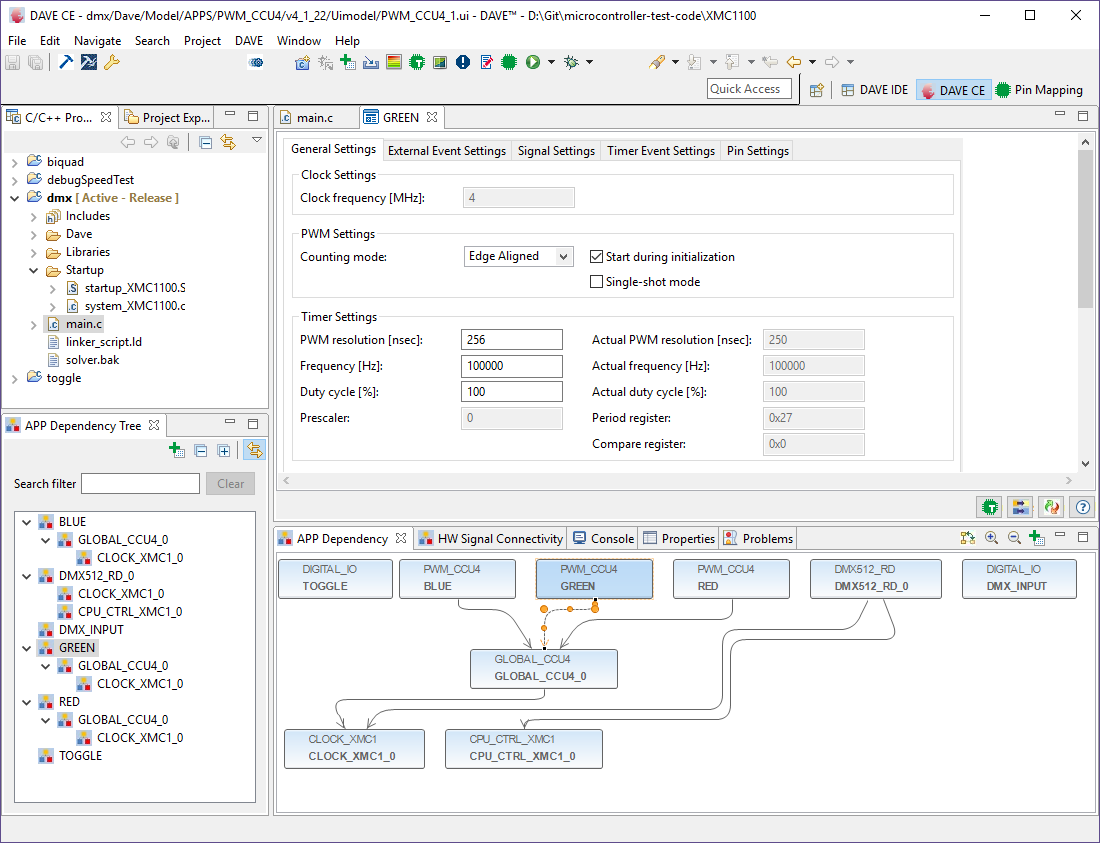 DAVE CE - dmx/Dave/Model/APPS/PWM_CCU4/v4_1_22/Uimodel/PWM_CCU4_1.ui - DAVE™ - D:\Git\microcontroller-test-code\XMC1100
File Edit Navigate Search Project DAVE Window Help
Quick Access
DAVE IDE DAVE CE Pin Mapping
C/C++ Pro... Project Exp...
biquad
debugSpeedTest
dmx [ Active - Release ]
Includes
Dave
Libraries
Startup
startup_XMC1100.S
system_XMC1100.c
main.c
linker_script.ld
solver.bak
toggle
APP Dependency Tree
Search filter Clear
BLUE
GLOBAL_CCU4_0
CLOCK_XMC1_0
DMX512_RD_0
CLOCK_XMC1_0
CPU_CTRL_XMC1_0
DMX_INPUT
GREEN
GLOBAL_CCU4_0
CLOCK_XMC1_0
RED
GLOBAL_CCU4_0
CLOCK_XMC1_0
TOGGLE
main.c GREEN
General Settings External Event Settings Signal Settings Timer Event Settings Pin Settings
Clock Settings
Clock frequency [MHz]: 4
PWM Settings
Counting mode: Edge Aligned Start during initialization
Single-shot mode
Timer Settings
PWM resolution [nsec]: 256 Actual PWM resolution [nsec]: 250
Frequency [Hz]: 100000 Actual frequency [Hz]: 100000
Duty cycle [%]: 100 Actual duty cycle [%]: 100
Prescaler: 0 Period register: 0x27
Compare register: 0x0
APP Dependency HW Signal Connectivity Console Properties Problems
DIGITAL_IO PWM_CCU4 PWM_CCU4 PWM_CCU4 DMX512_RD DIGITAL_IO
TOGGLE BLUE GREEN RED DMX512_RD_0 DMX_INPUT
GLOBAL_CCU4
GLOBAL_CCU4_0
CLOCK_XMC1 CPU_CTRL_XMC1
CLOCK_XMC1_0 CPU_CTRL_XMC1_0